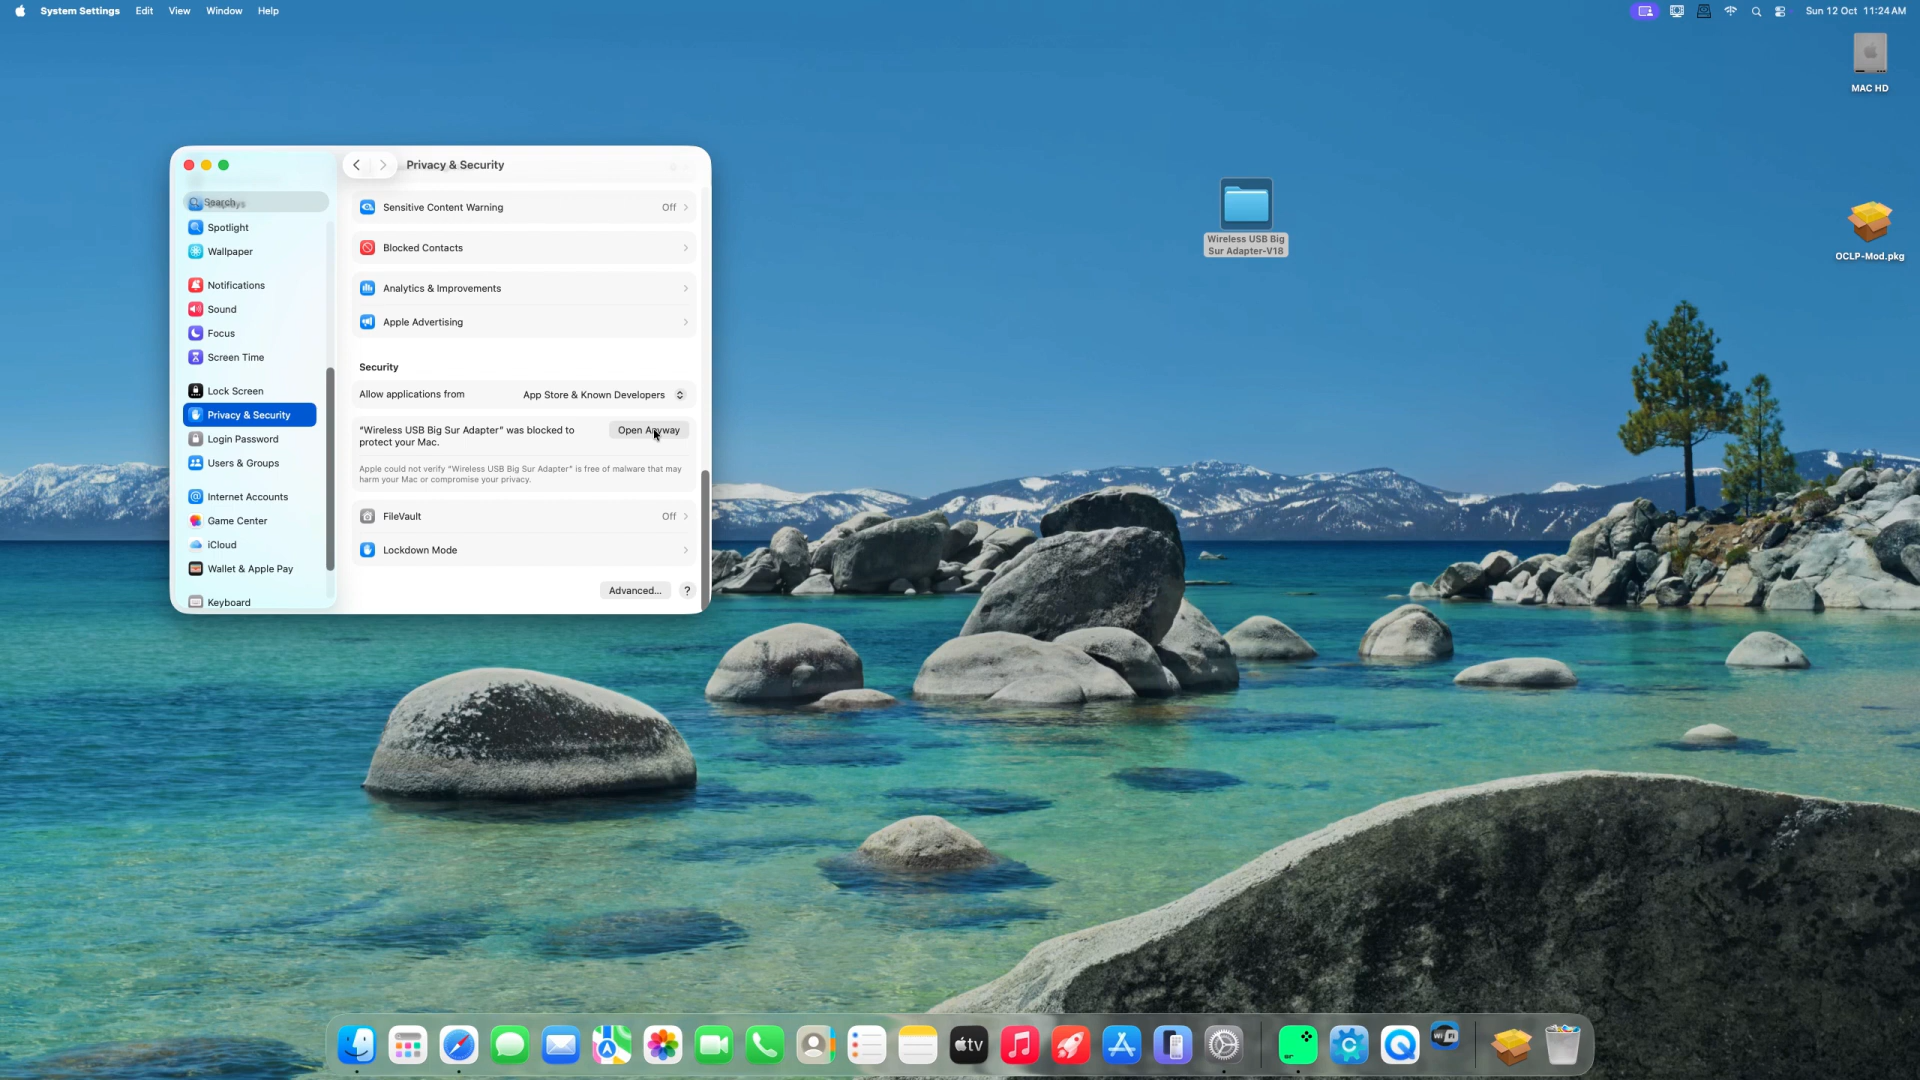 System Settings Edit View Window Help
Sun 12 Oct 11:24 AM
MAC HD
Wireless USB Big
Sur Adapter-V18
OCLP-Mod.pkg
Privacy & Security
Search
Spotlight
Wallpaper
Notifications
Sound
Focus
Screen Time
Lock Screen
Privacy & Security
Login Password
Users & Groups
Internet Accounts
Game Center
iCloud
Wallet & Apple Pay
Keyboard
Sensitive Content Warning Off
Blocked Contacts
Analytics & Improvements
Apple Advertising
Security
Allow applications from App Store & Known Developers
“Wireless USB Big Sur Adapter” was blocked to
protect your Mac.
Open Anyway
Apple could not verify “Wireless USB Big Sur Adapter” is free of malware that may
harm your Mac or compromise your privacy.
FileVault Off
Lockdown Mode
Advanced... ?
tv